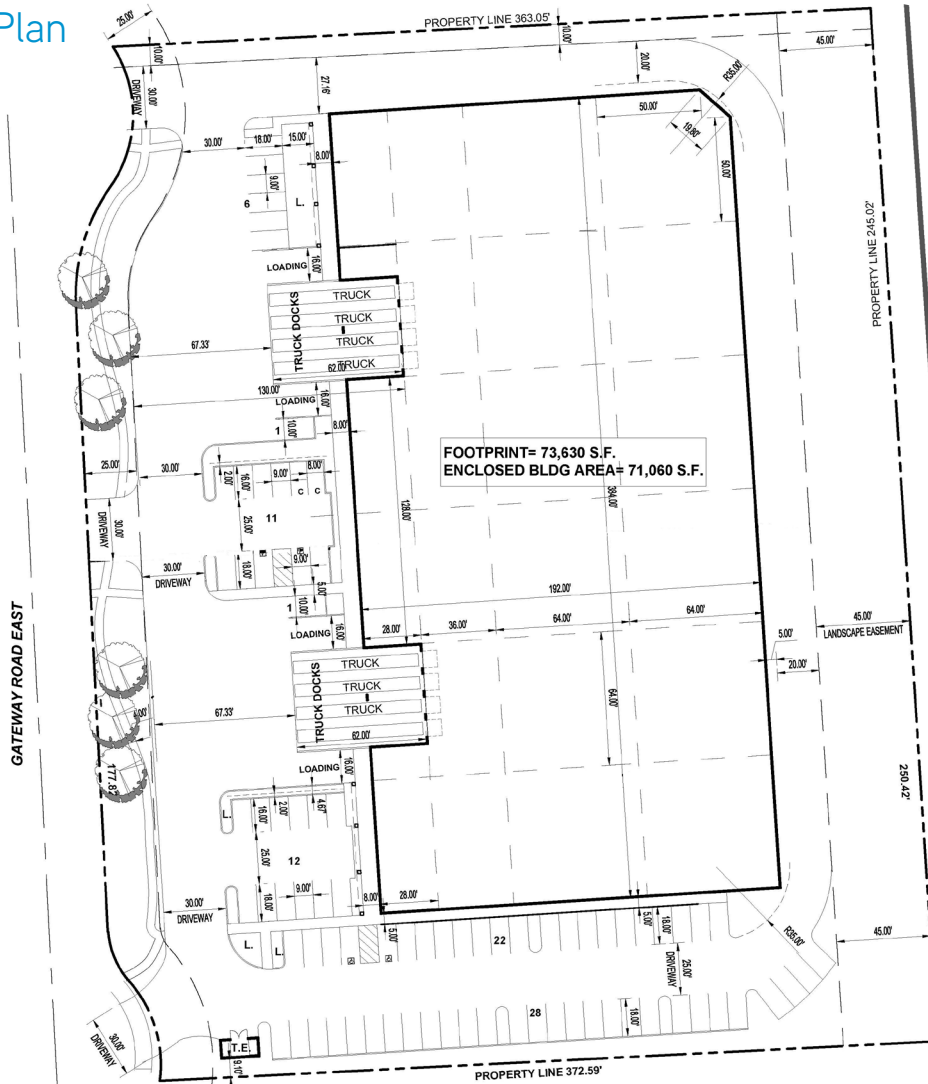 Plan
25.00'
PROPERTY LINE 363.05'
10.00'
10.00'
45.00'
DRIVEWAY
30.00'
27.16'
20.00'
R35.00'
50.00'
19.80'
50.00'
30.00'
18.00'
15.00'
8.00'
9.00'
6
L.
PROPERTY LINE 245.02'
LOADING
16.00'
TRUCK DOCKS
TRUCK
TRUCK
TRUCK
TRUCK
62.00'
67.33'
130.00'
LOADING
16.00'
1
10.00'
8.00'
FOOTPRINT= 73,630 S.F.
ENCLOSED BLDG AREA= 71,060 S.F.
25.00'
30.00'
2.00'
16.00'
9.00'
8.00'
C C
384.00'
128.00'
DRIVEWAY
30.00'
25.00'
11
18.00'
9.00'
30.00'
DRIVEWAY
5.00'
192.00'
1
10.00'
GATEWAY ROAD EAST
LOADING
16.00'
28.00'
36.00'
64.00'
64.00'
45.00'
LANDSCAPE EASEMENT
5.00'
20.00'
TRUCK DOCKS
TRUCK
TRUCK
TRUCK
TRUCK
62.00'
64.00'
67.33'
177.82'
250.42'
LOADING
16.00'
L.
16.00'
2.00'
4.67'
25.00'
12
18.00'
9.00'
30.00'
DRIVEWAY
8.00'
28.00'
5.00'
5.00'
18.00'
R35.00'
45.00'
L.
L.
22
DRIVEWAY
25.00'
28
18.00'
30.00'
DRIVEWAY
T.E.
9.10'
PROPERTY LINE 372.59'